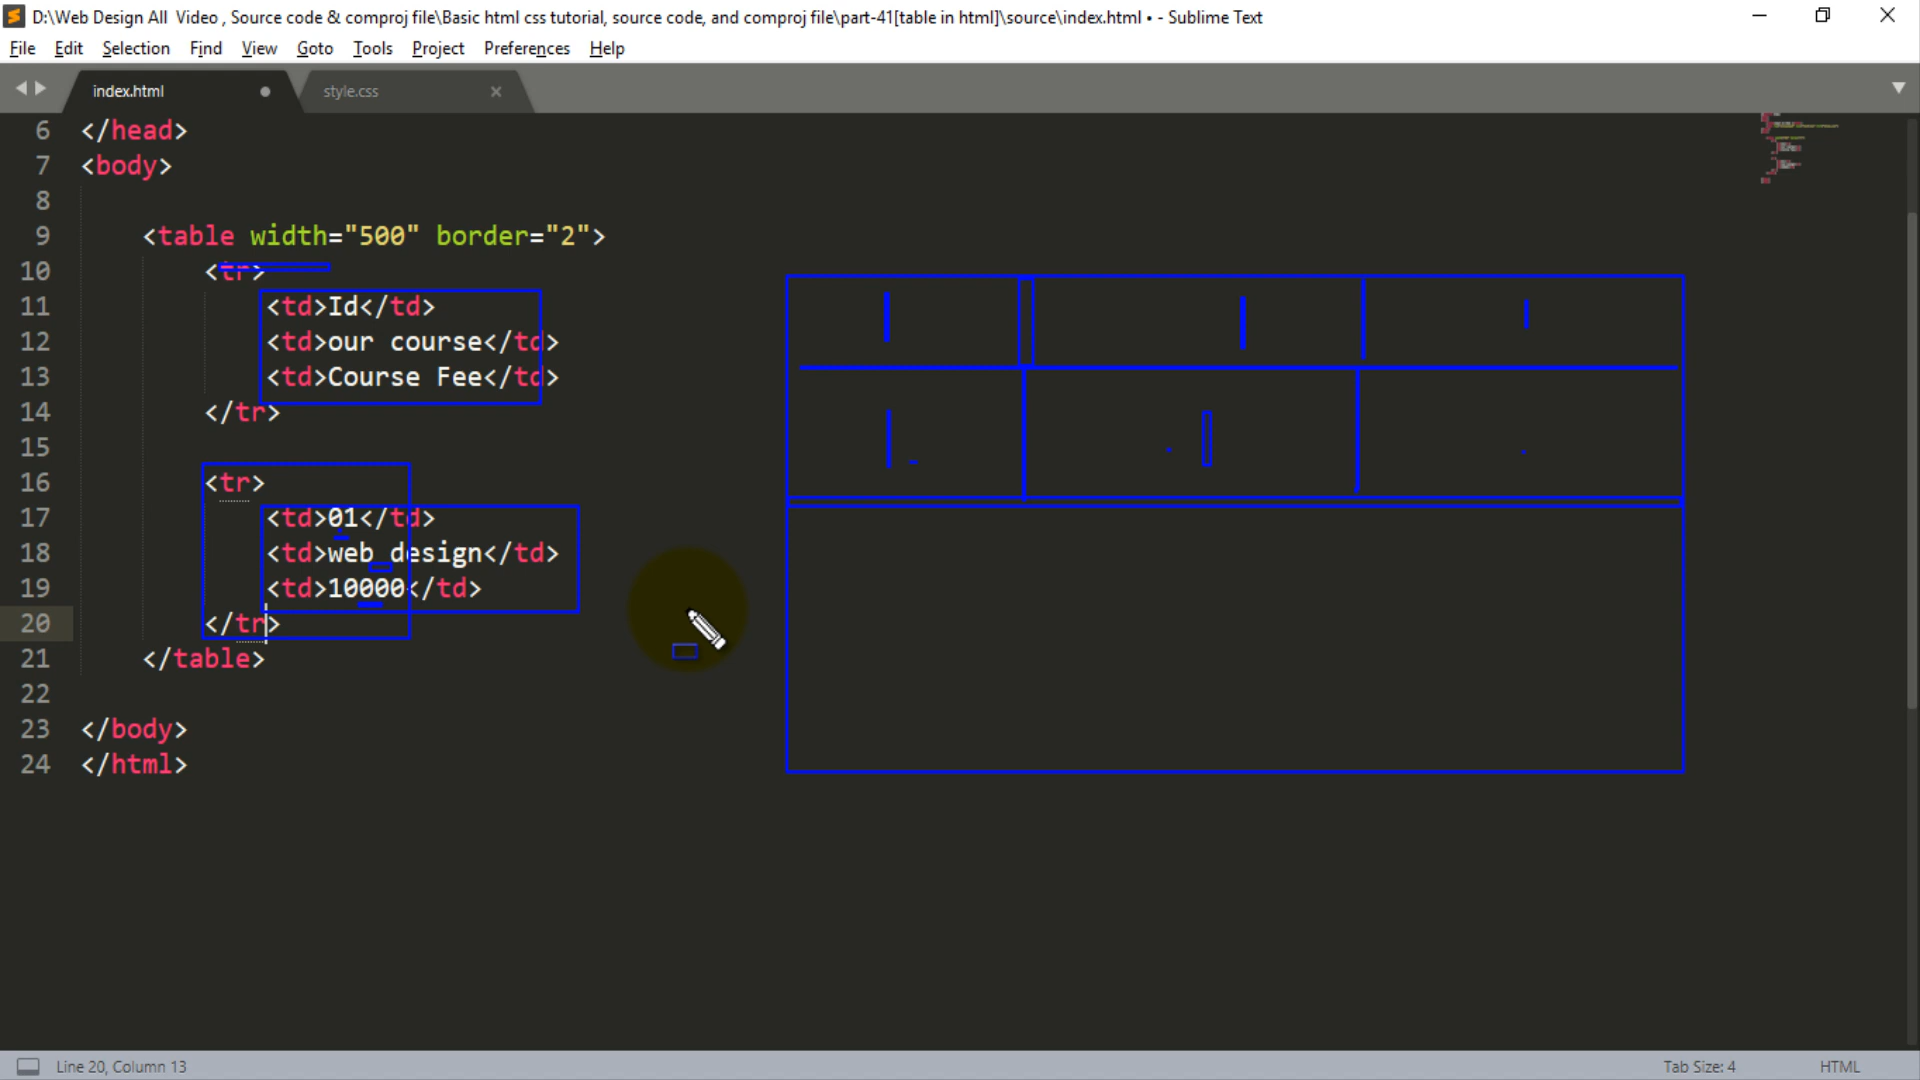 D:\Web Design All  Video , Source code & comproj file\Basic html css tutorial, source code, and comproj file\part-41[table in html]\source\index.html • - Sublime Text
File Edit Selection Find View Goto Tools Project Preferences Help
index.html style.css
6 </head>
7 <body>
8
9 <table width="500" border="2">
10 <tr>
11 <td>Id</td>
12 <td>our course</td>
13 <td>Course Fee</td>
14 </tr>
15
16 <tr>
17 <td>01</td>
18 <td>web design</td>
19 <td>10000</td>
20 </tr>
21 </table>
22
23 </body>
24 </html>
Line 20, Column 13 Tab Size: 4 HTML